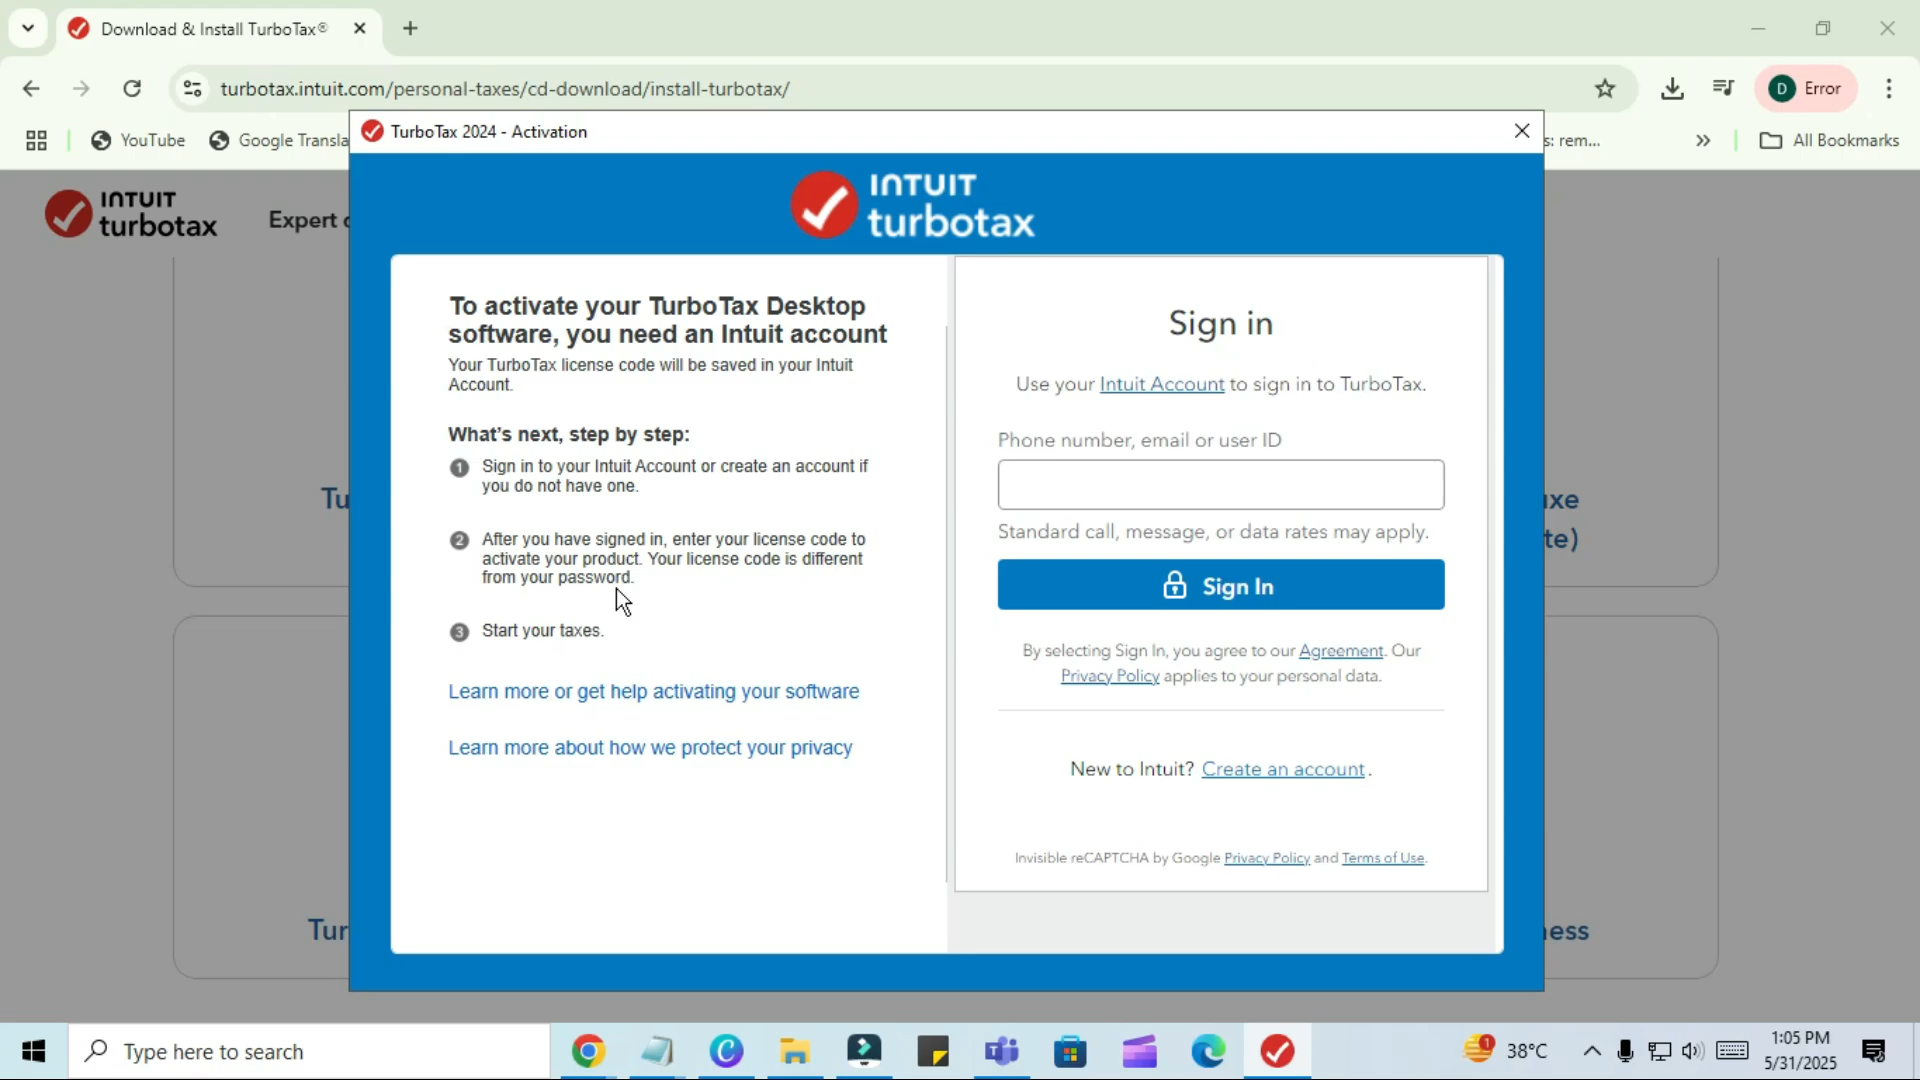 Download & Install TurboTax®
turbotax.intuit.com/personal-taxes/cd-download/install-turbotax/
D Error
YouTube
Google Transla
s: rem...
»
All Bookmarks
TurboTax 2024 - Activation
INTUIT
turbotax
Expert
INTUIT
turbotax
To activate your TurboTax Desktop
software, you need an Intuit account
Your TurboTax license code will be saved in your Intuit
Account.
What's next, step by step:
1 Sign in to your Intuit Account or create an account if
you do not have one.
2 After you have signed in, enter your license code to
activate your product. Your license code is different
from your password.
3 Start your taxes.
Learn more or get help activating your software
Learn more about how we protect your privacy
Sign in
Use your Intuit Account to sign in to TurboTax.
Phone number, email or user ID
Standard call, message, or data rates may apply.
Sign In
By selecting Sign In, you agree to our Agreement. Our
Privacy Policy applies to your personal data.
New to Intuit? Create an account.
Invisible reCAPTCHA by Google Privacy Policy and Terms of Use.
Tu
uxe
te)
Tur
ness
Type here to search
1
38°C
1:05 PM
5/31/2025